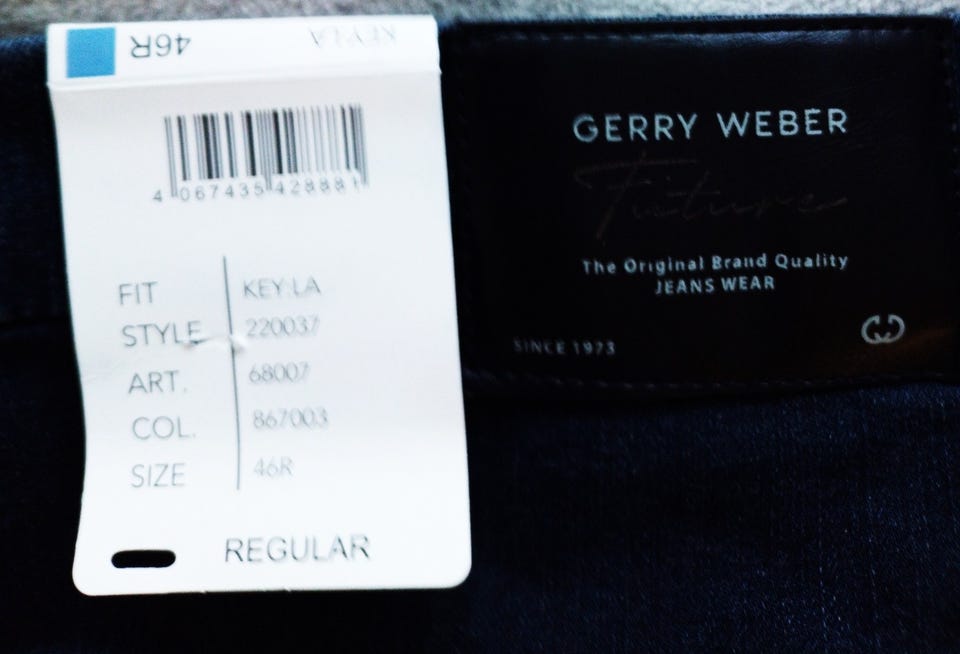 46R KEY:LA
4 067435 428881
FIT KEY:LA
STYLE 220037
ART. 68007
COL. 867003
SIZE 46R
REGULAR
GERRY WEBER
The Original Brand Quality
JEANS WEAR
SINCE 1973